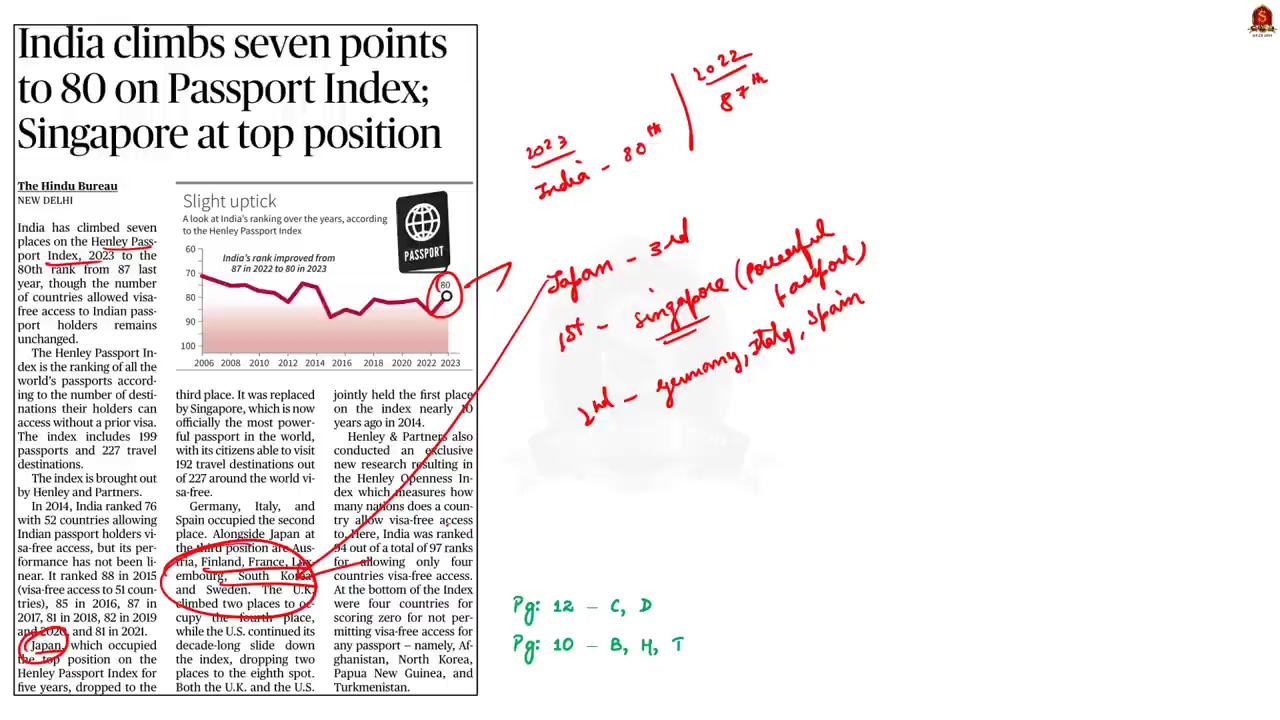 India climbs seven points
to 80 on Passport Index;
Singapore at top position
The Hindu Bureau
NEW DELHI
India has climbed seven
places on the Henley Pass-
port Index, 2023 to the
80th rank from 87 last
year, though the number
of countries allowed visa-
free access to Indian pass-
port holders remains
unchanged.
The Henley Passport In-
dex is the ranking of all the
world's passports accord-
ing to the number of desti-
nations their holders can
access without a prior visa.
The index includes 199
passports and 227 travel
destinations.
The index is brought out
by Henley and Partners.
In 2014, India ranked 76
with 52 countries allowing
Indian passport holders vi-
sa-free access, but its per-
formance has not been li-
near. It ranked 88 in 2015
(visa-free access to 51 coun-
tries), 85 in 2016, 87 in
2017, 81 in 2018, 82 in 2019
and 2020, and 81 in 2021.
Japan, which occupied
the top position on the
Henley Passport Index for
five years, dropped to the
Slight uptick
A look at India's ranking over the years, according
to the Henley Passport Index
PASSPORT
India's rank improved from
87 in 2022 to 80 in 2023
80
60
70
80
90
100
2006 2008 2010 2012 2014 2016 2018 2020 2022 2023
third place. It was replaced
by Singapore, which is now
officially the most power-
ful passport in the world,
with its citizens able to visit
192 travel destinations out
of 227 around the world vi-
sa-free.
Germany, Italy, and
Spain occupied the second
place. Alongside Japan at
the third position are Aus-
tria, Finland, France, Lux-
embourg, South Korea
and Sweden. The U.K.
climbed two places to oc-
cupy the fourth place,
while the U.S. continued its
decade-long slide down
the index, dropping two
places to the eighth spot.
Both the U.K. and the U.S.
jointly held the first place
on the index nearly 10
years ago in 2014.
Henley & Partners also
conducted an exclusive
new research resulting in
the Henley Openness In-
dex which measures how
many nations does a coun-
try allow visa-free access
to. Here, India was ranked
94 out of a total of 97 ranks
for allowing only four
countries visa-free access.
At the bottom of the Index
were four countries for
scoring zero for not per-
mitting visa-free access for
any passport – namely, Af-
ghanistan, North Korea,
Papua New Guinea, and
Turkmenistan.
2023
India - 80th
2022
87th
Japan - 3rd
1st - Singapore (Powerful
Passport)
2nd - Germany, Italy, Spain
Pg: 12 - C, D
Pg: 10 - B, H, T